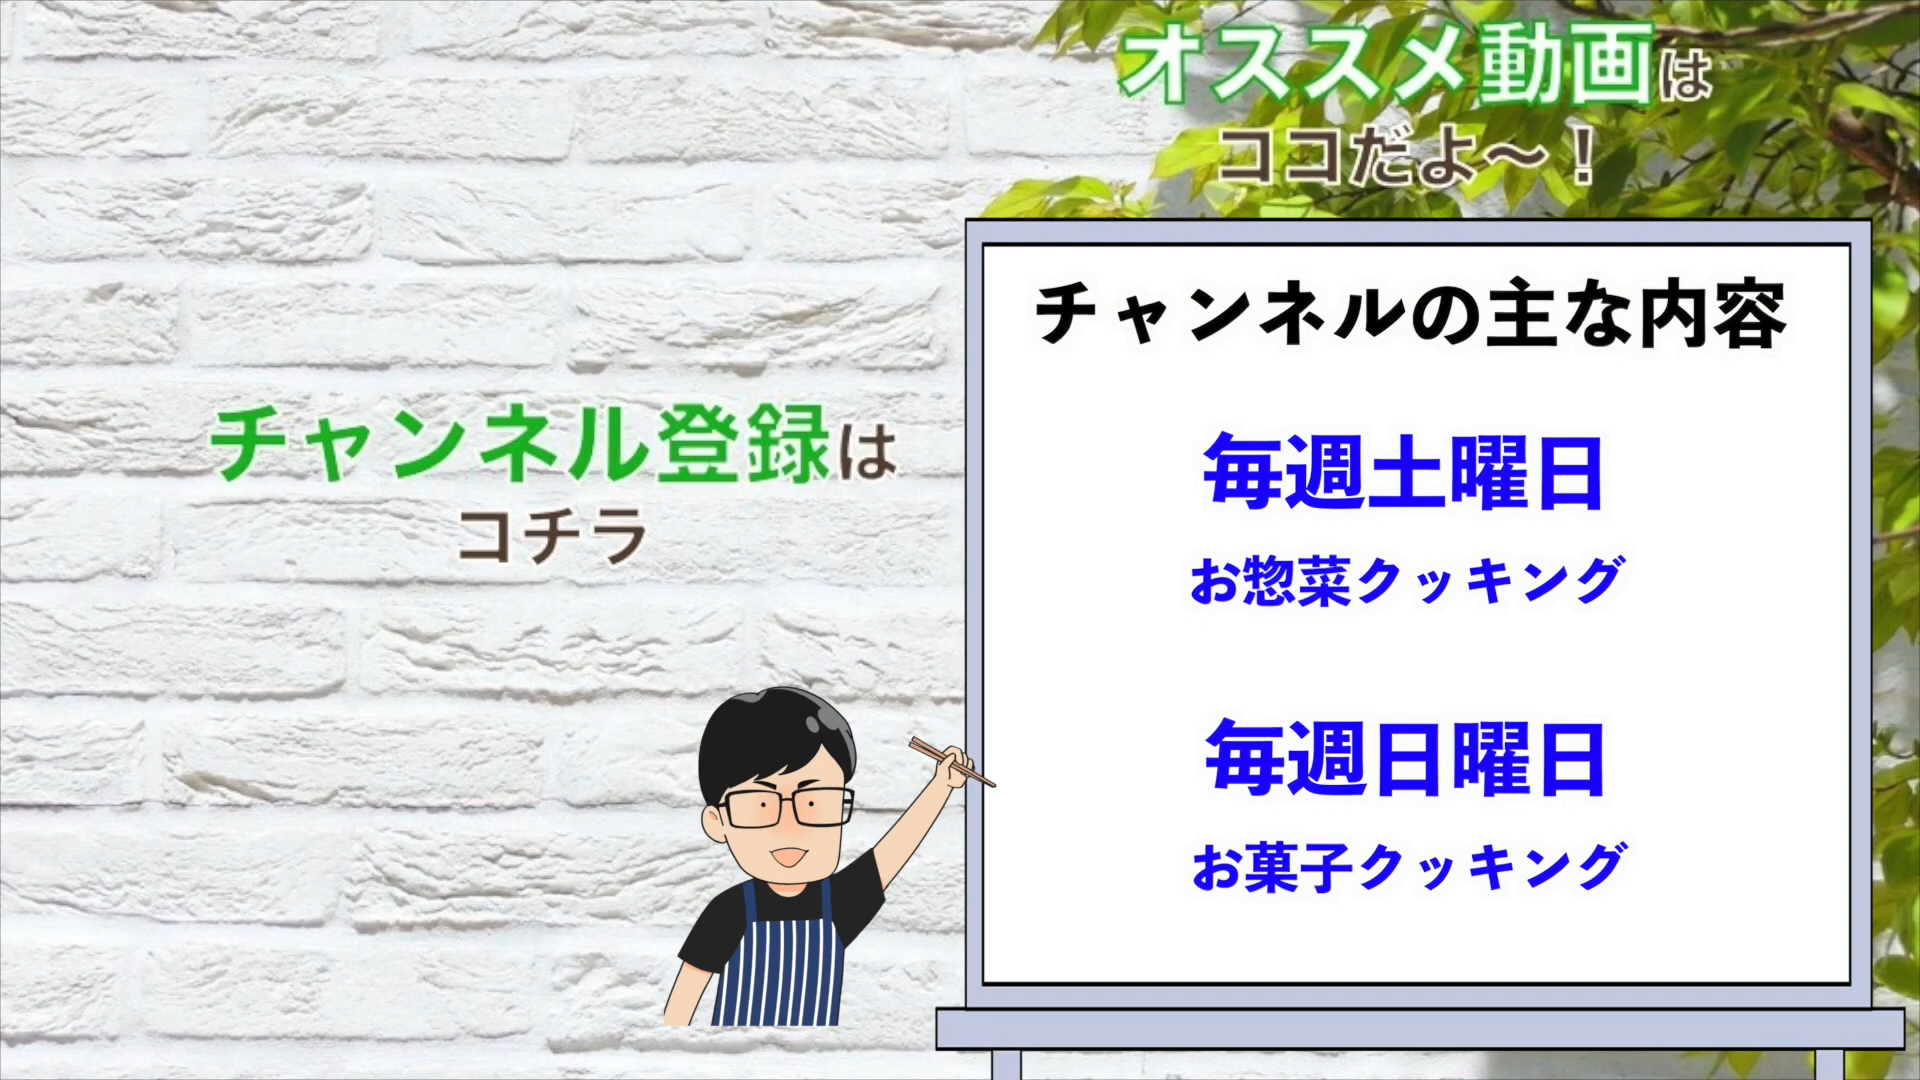 オススメ動画は
ココだよ〜！
チャンネル登録は
コチラ
チャンネルの主な内容
毎週土曜日
お惣菜クッキング
毎週日曜日
お菓子クッキング